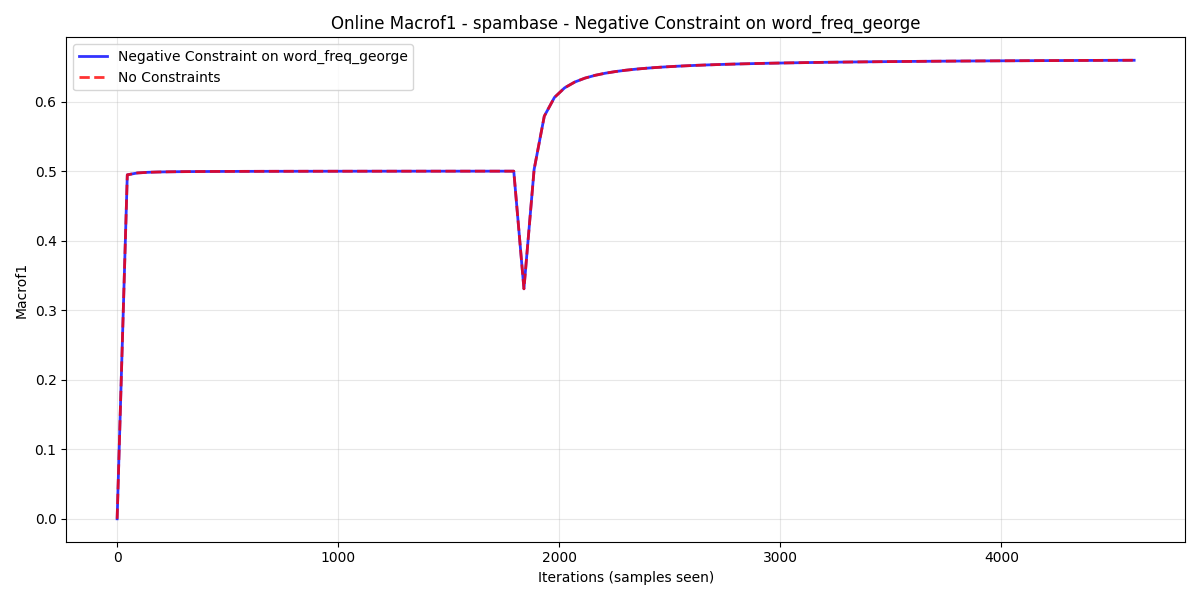 Online Macrof1 - spambase - Negative Constraint on word_freq_george
Negative Constraint on word_freq_george
No Constraints
Macrof1
0.6
0.5
0.4
0.3
0.2
0.1
0.0
0
1000
2000
3000
4000
Iterations (samples seen)